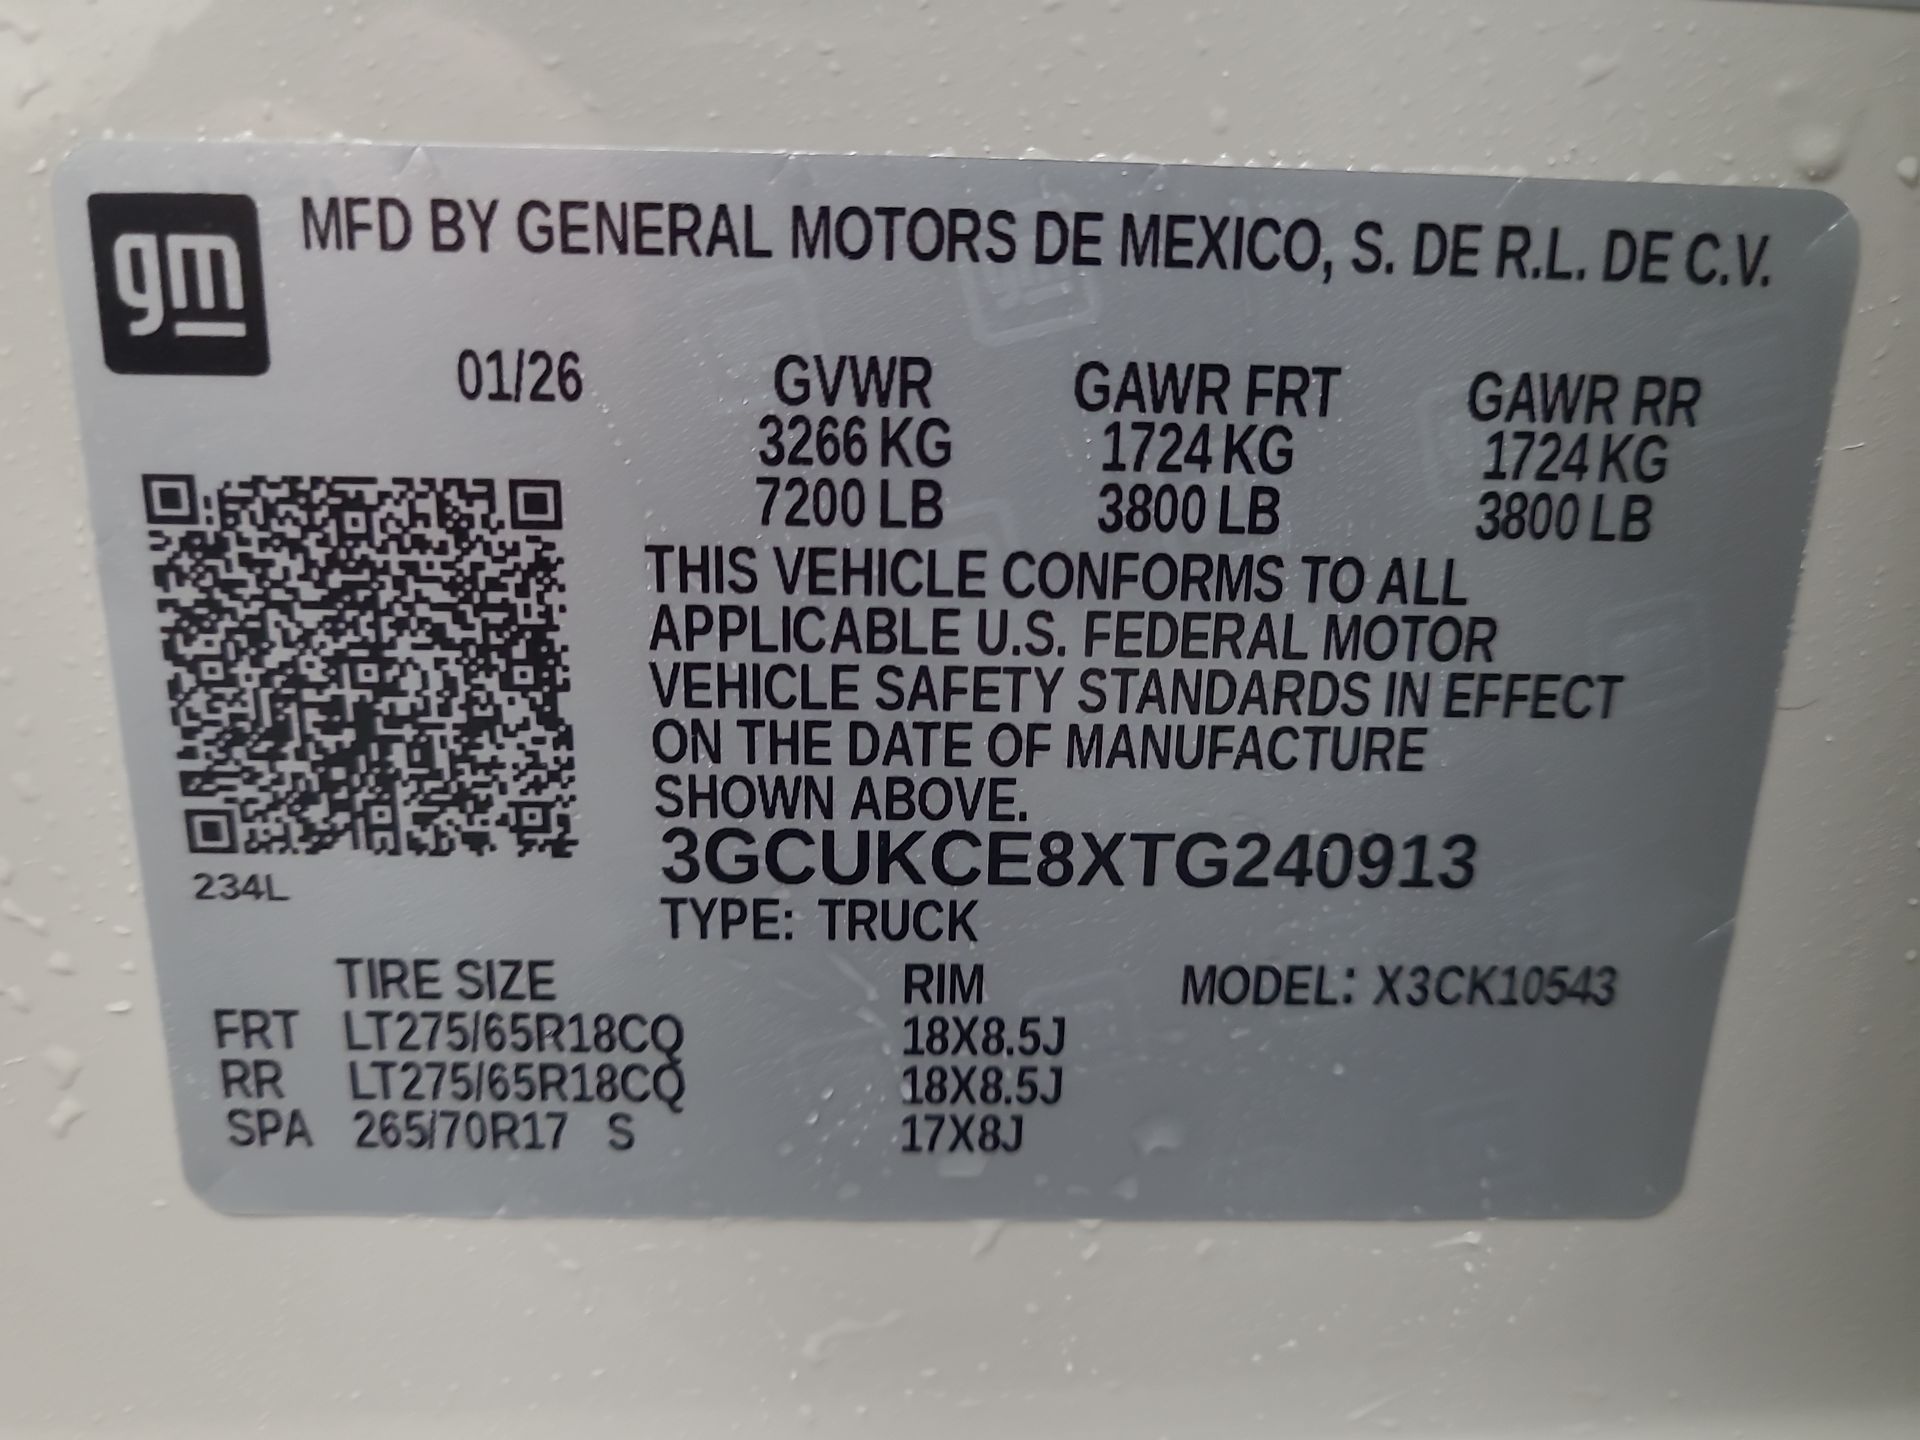 gm
MFD BY GENERAL MOTORS DE MEXICO, S. DE R.L. DE C.V.
01/26 GVWR GAWR FRT GAWR RR
3266 KG 1724 KG 1724 KG
7200 LB 3800 LB 3800 LB
THIS VEHICLE CONFORMS TO ALL
APPLICABLE U.S. FEDERAL MOTOR
VEHICLE SAFETY STANDARDS IN EFFECT
ON THE DATE OF MANUFACTURE
SHOWN ABOVE.
3GCUKCE8XTG240913
234L
TYPE: TRUCK
TIRE SIZE RIM MODEL: X3CK10543
FRT LT275/65R18CQ 18X8.5J
RR LT275/65R18CQ 18X8.5J
SPA 265/70R17 S 17X8J